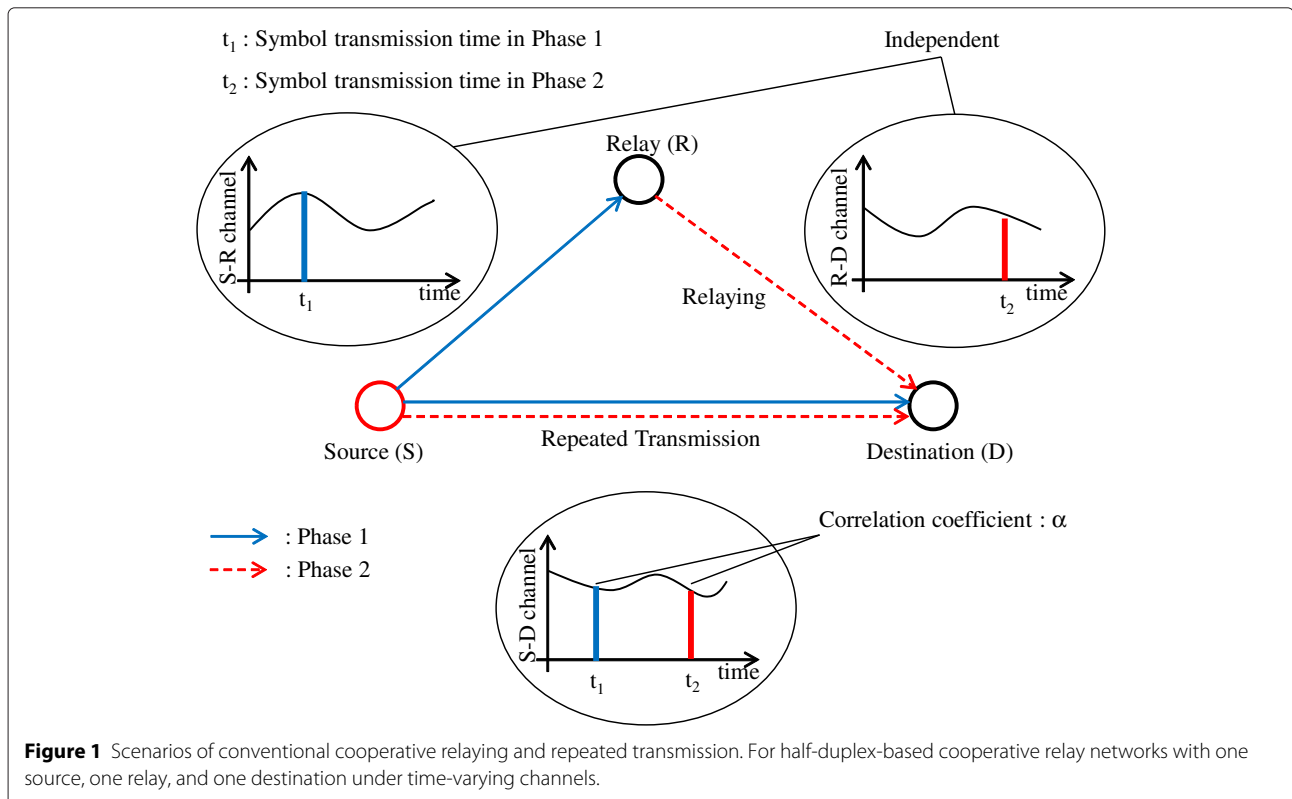 t₁ : Symbol transmission time in Phase 1
t₂ : Symbol transmission time in Phase 2
Independent
Relay (R)
S-R channel
t₁
time
R-D channel
t₂
time
Relaying
Repeated Transmission
Source (S)
Destination (D)
: Phase 1
: Phase 2
Correlation coefficient : α
S-D channel
t₁
t₂
time
Figure 1 Scenarios of conventional cooperative relaying and repeated transmission. For half-duplex-based cooperative relay networks with one
source, one relay, and one destination under time-varying channels.